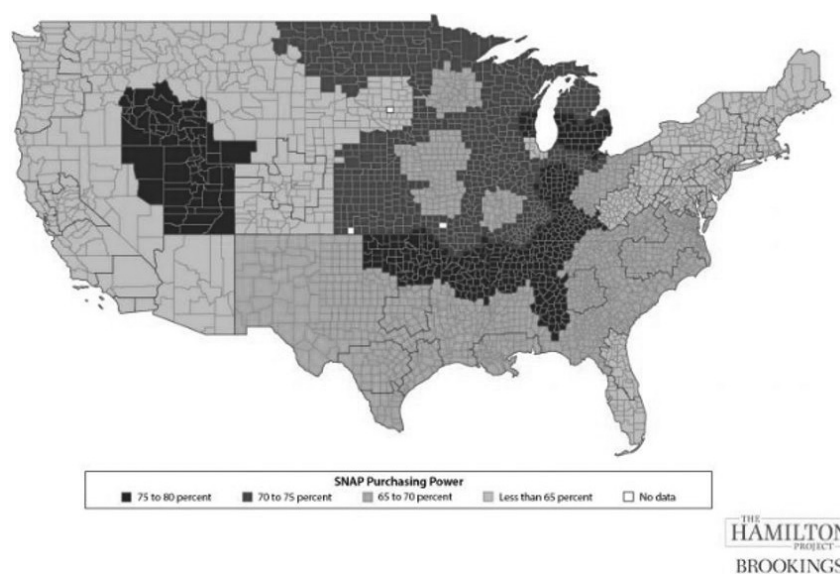 SNAP Purchasing Power
75 to 80 percent 70 to 75 percent 65 to 70 percent Less than 65 percent No data
THE
HAMILTON
PROJECT
BROOKINGS